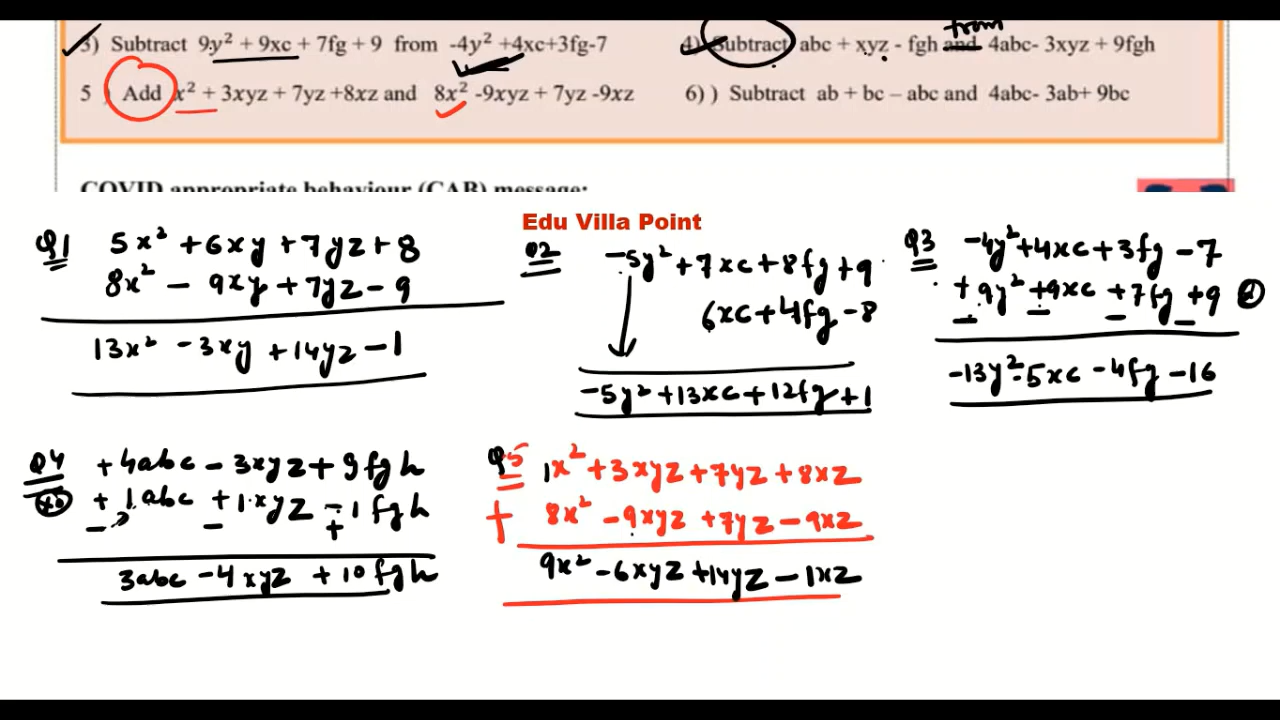 3) Subtract 9y² + 9xc + 7fg + 9 from -4y² +4xc+3fg-7
from
4) Subtract abc + xyz - fgh and 4abc- 3xyz + 9fgh
5 ) Add x² + 3xyz + 7yz +8xz and 8x² -9xyz + 7yz -9xz
6) ) Subtract ab + bc – abc and 4abc- 3ab+ 9bc
COVID appropriate behaviour (CAB) message:
Edu Villa Point
Q1 5x² + 6xy + 7yz + 8
8x² - 9xy + 7yz - 9
13x² - 3xy + 14yz - 1
Q2 -5y² + 7xc + 8fg + 9
6xc + 4fg - 8
-5y² + 13xc + 12fg + 1
Q3 -4y² + 4xc + 3fg - 7
+ 9y² + 9xc + 7fg + 9
- - - -
-13y² - 5xc - 4fg - 16
Q4 + 4abc - 3xyz + 9fgh
+ 1abc + 1xyz - 1fgh
- - +
3abc - 4xyz + 10fgh
Q5 1x² + 3xyz + 7yz + 8xz
+ 8x² - 9xyz + 7yz - 9xz
9x² - 6xyz + 14yz - 1xz